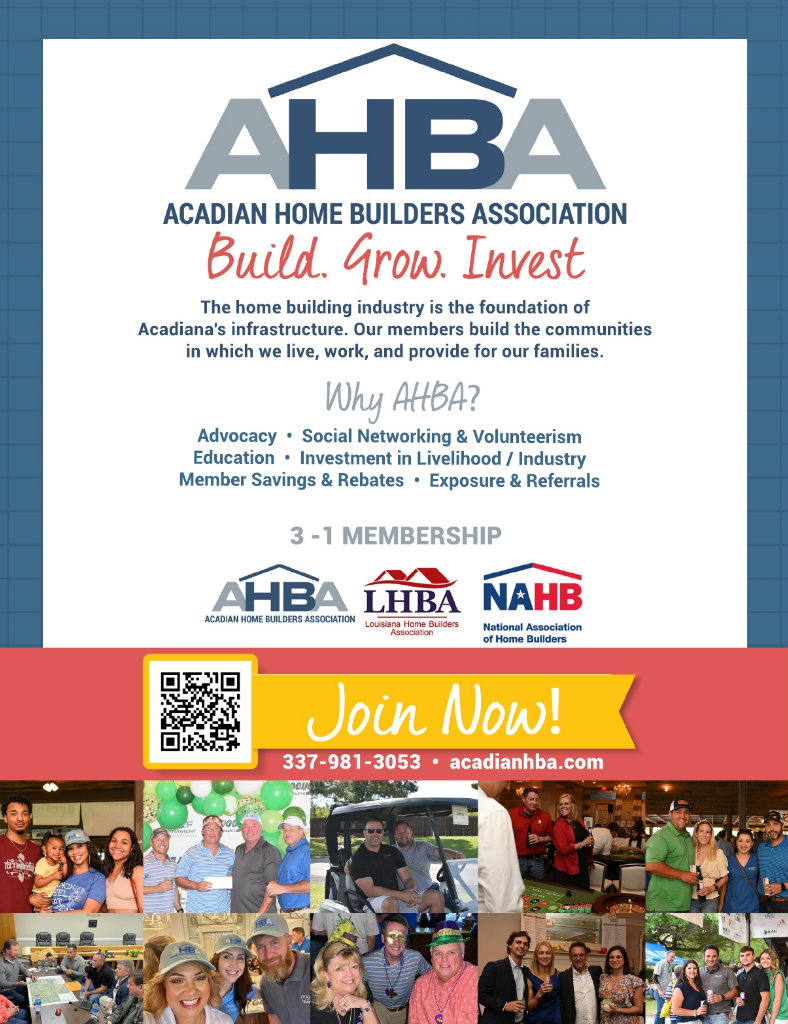 AHBA
ACADIAN HOME BUILDERS ASSOCIATION
Build. Grow. Invest
The home building industry is the foundation of
Acadiana's infrastructure. Our members build the communities
in which we live, work, and provide for our families.
Why AHBA?
Advocacy • Social Networking & Volunteerism
Education • Investment in Livelihood / Industry
Member Savings & Rebates • Exposure & Referrals
3 -1 MEMBERSHIP
AHBA
ACADIAN HOME BUILDERS ASSOCIATION
LHBA
Louisiana Home Builders
Association
NAHB
National Association
of Home Builders
Join Now!
337-981-3053 • acadianhba.com